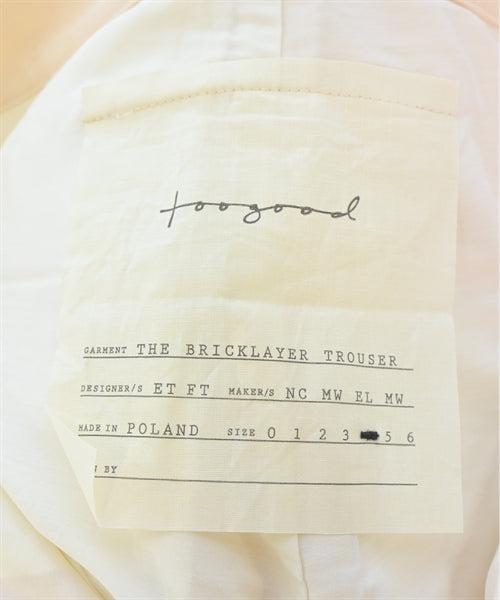 toogood
GARMENT THE BRICKLAYER TROUSER
DESIGNER/S ET FT MAKER/S NC MW EL MW
MADE IN POLAND SIZE 0 1 2 3 5 6
BY